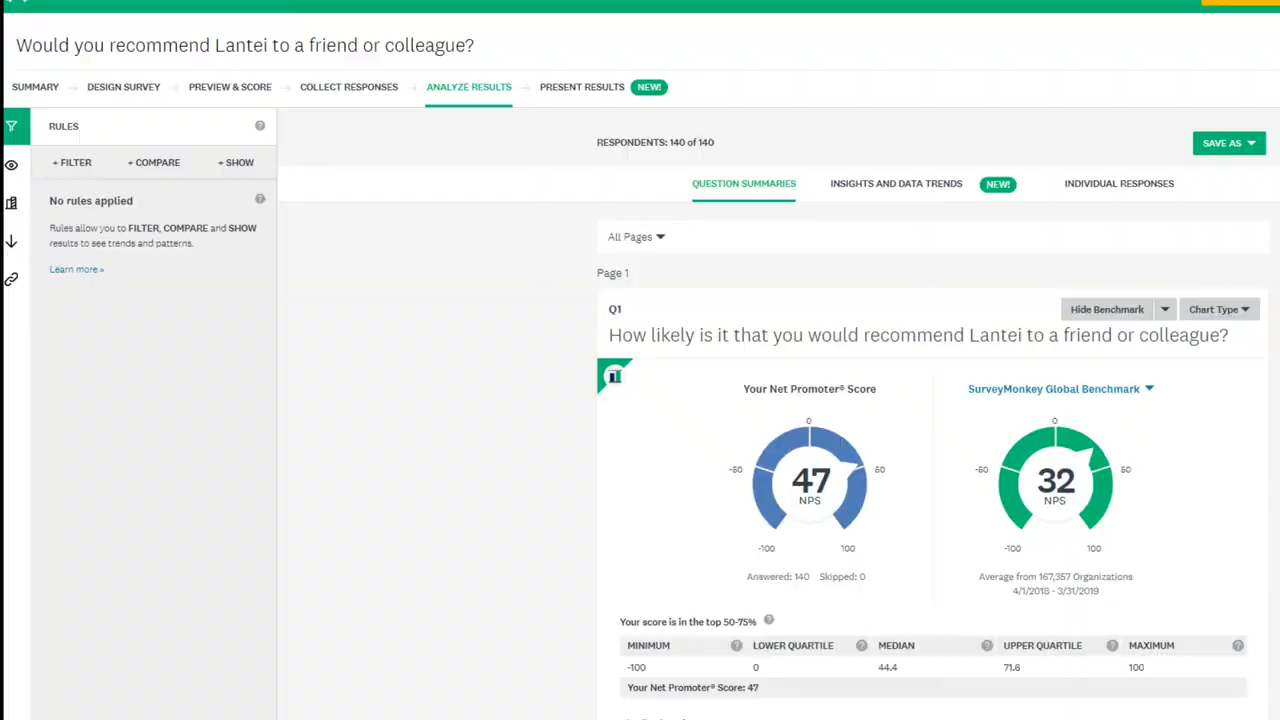 Would you recommend Lantei to a friend or colleague?
SUMMARY DESIGN SURVEY PREVIEW & SCORE COLLECT RESPONSES ANALYZE RESULTS PRESENT RESULTS NEW!
RULES
RESPONDENTS: 140 of 140
SAVE AS
+ FILTER + COMPARE + SHOW
QUESTION SUMMARIES INSIGHTS AND DATA TRENDS NEW! INDIVIDUAL RESPONSES
No rules applied
Rules allow you to FILTER, COMPARE and SHOW
results to see trends and patterns.
Learn more »
All Pages
Page 1
Q1
Hide Benchmark Chart Type
How likely is it that you would recommend Lantei to a friend or colleague?
Your Net Promoter® Score SurveyMonkey Global Benchmark
0 0
-50 50 -50 50
47 32
NPS NPS
-100 100 -100 100
Answered: 140 Skipped: 0 Average from 167,357 Organizations
4/1/2018 - 3/31/2019
Your score is in the top 50-75%
MINIMUM LOWER QUARTILE MEDIAN UPPER QUARTILE MAXIMUM
-100 0 44.4 71.6 100
Your Net Promoter® Score: 47